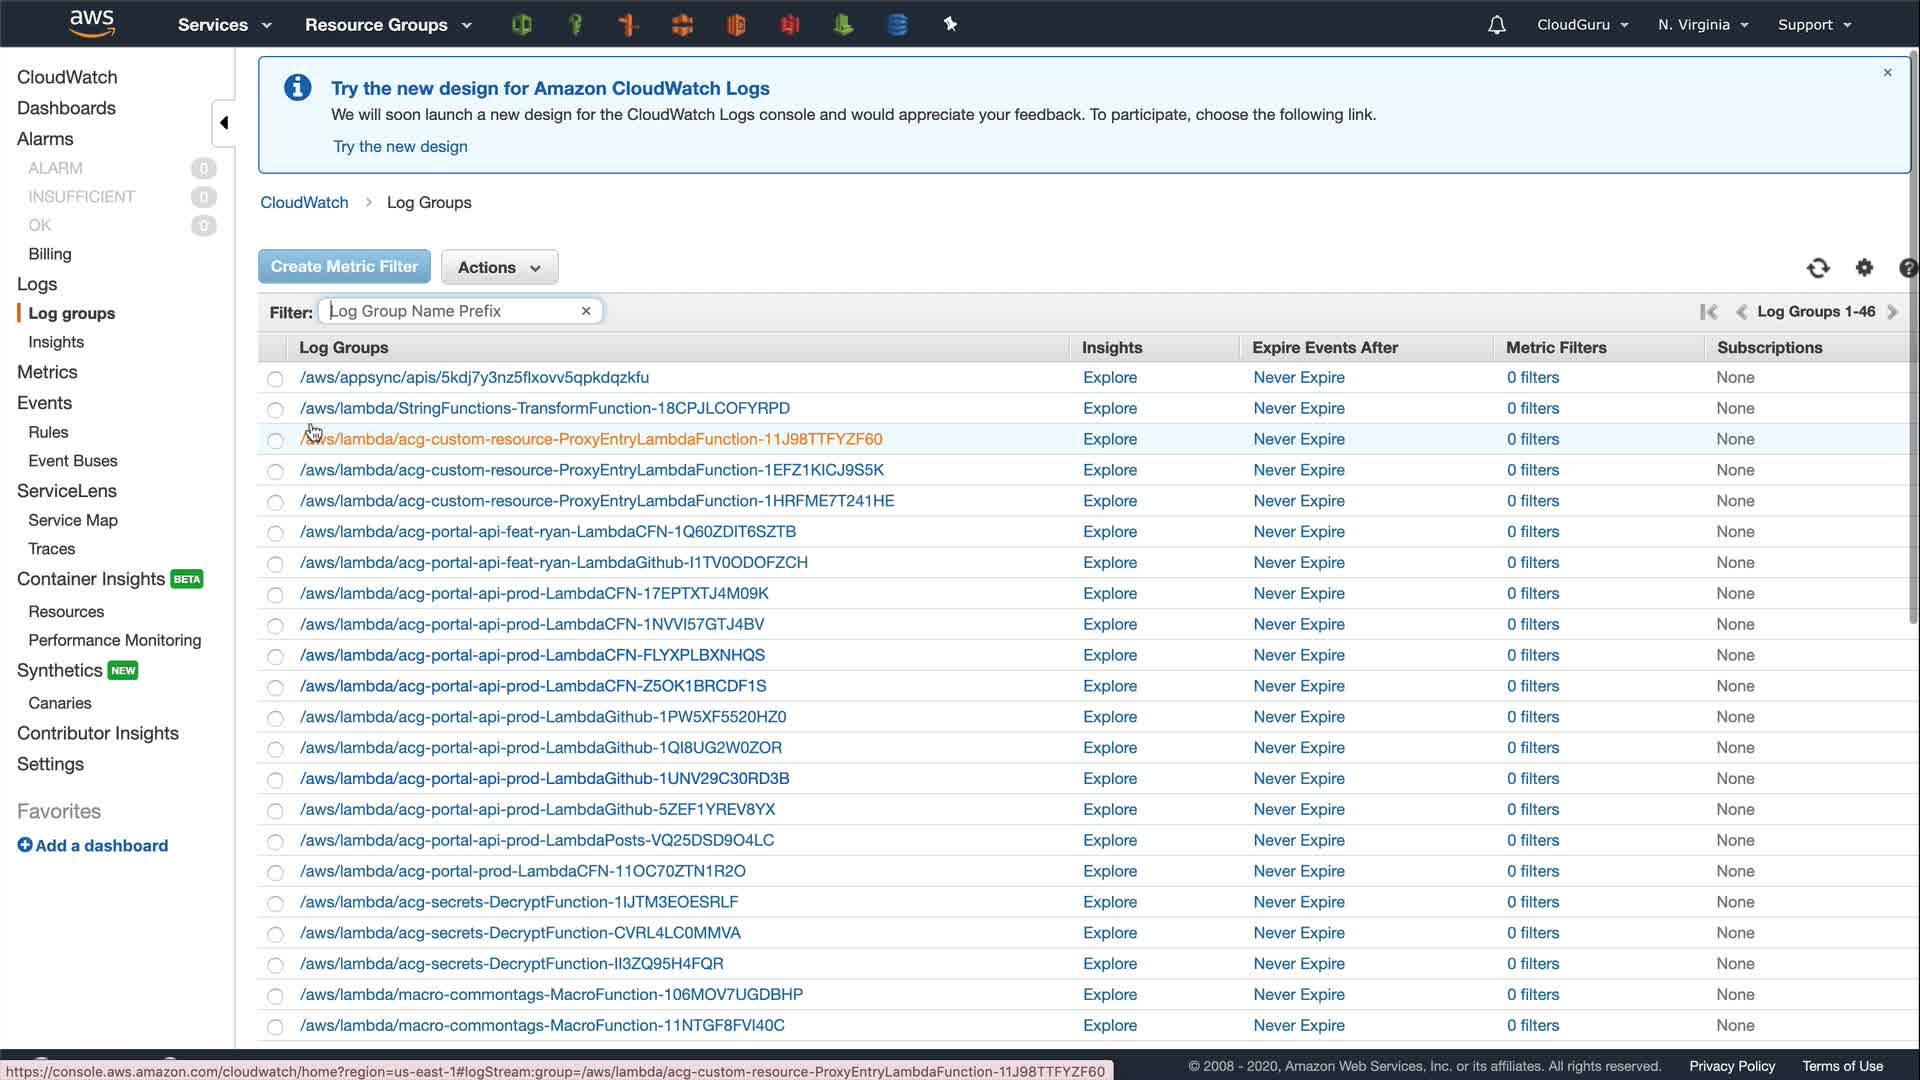 aws
Services
Resource Groups
CloudGuru
N. Virginia
Support
CloudWatch
Dashboards
Alarms
ALARM 0
INSUFFICIENT 0
OK 0
Billing
Logs
Log groups
Insights
Metrics
Events
Rules
Event Buses
ServiceLens
Service Map
Traces
Container Insights BETA
Resources
Performance Monitoring
Synthetics NEW
Canaries
Contributor Insights
Settings
Favorites
Add a dashboard
Try the new design for Amazon CloudWatch Logs
We will soon launch a new design for the CloudWatch Logs console and would appreciate your feedback. To participate, choose the following link.
Try the new design
CloudWatch > Log Groups
Create Metric Filter
Actions
Filter: Log Group Name Prefix
Log Groups 1-46
Log Groups Insights Expire Events After Metric Filters Subscriptions
/aws/appsync/apis/5kdj7y3nz5flxovv5qpkdqzkfu Explore Never Expire 0 filters None
/aws/lambda/StringFunctions-TransformFunction-18CPJLCOFYRPD Explore Never Expire 0 filters None
/aws/lambda/acg-custom-resource-ProxyEntryLambdaFunction-11J98TTFYZF60 Explore Never Expire 0 filters None
/aws/lambda/acg-custom-resource-ProxyEntryLambdaFunction-1EFZ1KICJ9S5K Explore Never Expire 0 filters None
/aws/lambda/acg-custom-resource-ProxyEntryLambdaFunction-1HRFME7T241HE Explore Never Expire 0 filters None
/aws/lambda/acg-portal-api-feat-ryan-LambdaCFN-1Q60ZDIT6SZTB Explore Never Expire 0 filters None
/aws/lambda/acg-portal-api-feat-ryan-LambdaGithub-I1TV0ODOFZCH Explore Never Expire 0 filters None
/aws/lambda/acg-portal-api-prod-LambdaCFN-17EPTXTJ4M09K Explore Never Expire 0 filters None
/aws/lambda/acg-portal-api-prod-LambdaCFN-1NVVI57GTJ4BV Explore Never Expire 0 filters None
/aws/lambda/acg-portal-api-prod-LambdaCFN-FLYXPLBXNHQS Explore Never Expire 0 filters None
/aws/lambda/acg-portal-api-prod-LambdaCFN-Z5OK1BRCDF1S Explore Never Expire 0 filters None
/aws/lambda/acg-portal-api-prod-LambdaGithub-1PW5XF5520HZ0 Explore Never Expire 0 filters None
/aws/lambda/acg-portal-api-prod-LambdaGithub-1QI8UG2W0ZOR Explore Never Expire 0 filters None
/aws/lambda/acg-portal-api-prod-LambdaGithub-1UNV29C30RD3B Explore Never Expire 0 filters None
/aws/lambda/acg-portal-api-prod-LambdaGithub-5ZEF1YREV8YX Explore Never Expire 0 filters None
/aws/lambda/acg-portal-api-prod-LambdaPosts-VQ25DSD9O4LC Explore Never Expire 0 filters None
/aws/lambda/acg-portal-prod-LambdaCFN-11OC70ZTN1R2O Explore Never Expire 0 filters None
/aws/lambda/acg-secrets-DecryptFunction-1IJTM3EOESRLF Explore Never Expire 0 filters None
/aws/lambda/acg-secrets-DecryptFunction-CVRL4LC0MMVA Explore Never Expire 0 filters None
/aws/lambda/acg-secrets-DecryptFunction-II3ZQ95H4FQR Explore Never Expire 0 filters None
/aws/lambda/macro-commontags-MacroFunction-106MOV7UGDBHP Explore Never Expire 0 filters None
/aws/lambda/macro-commontags-MacroFunction-11NTGF8FVI40C Explore Never Expire 0 filters None
https://console.aws.amazon.com/cloudwatch/home?region=us-east-1#logStream:group=/aws/lambda/acg-custom-resource-ProxyEntryLambdaFunction-11J98TTFYZF60
© 2008 - 2020, Amazon Web Services, Inc. or its affiliates. All rights reserved.
Privacy Policy
Terms of Use